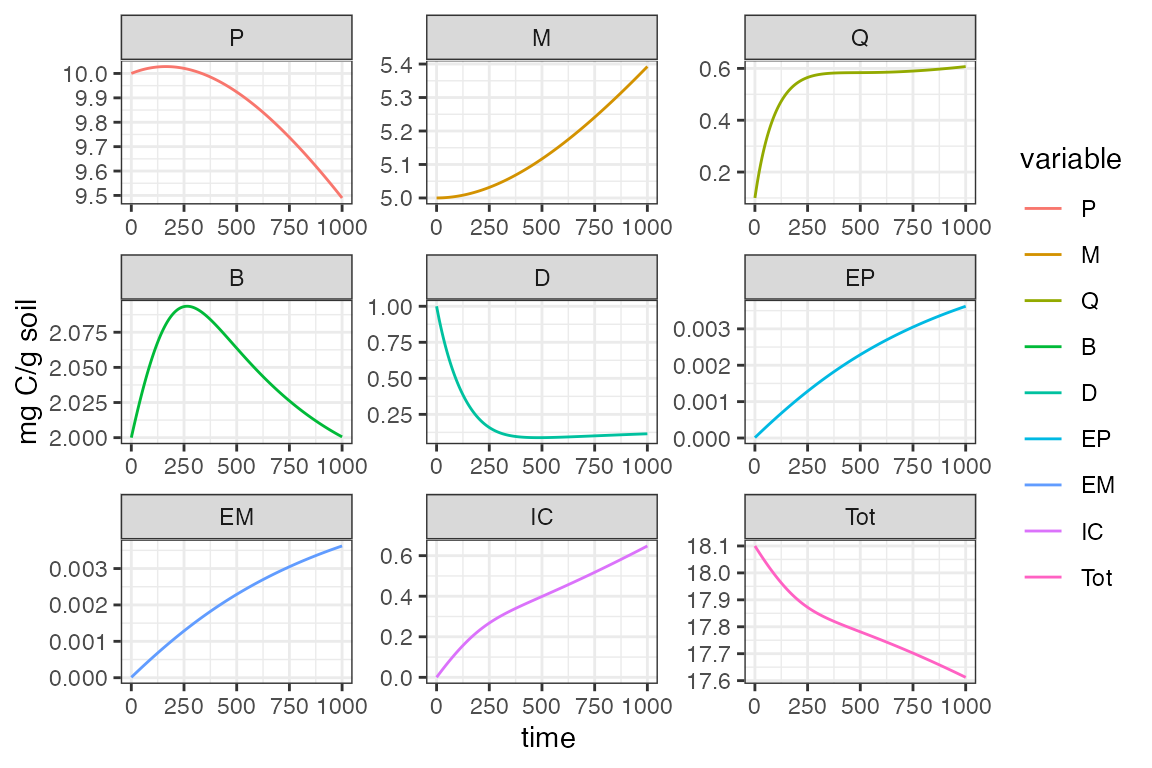 P M Q
10.0 9.9 9.8 9.7 9.6 9.5
5.4 5.3 5.2 5.1 5.0
0.6 0.4 0.2
0 250 500 750 1000 0 250 500 750 1000 0 250 500 750 1000
B D EP
2.075 2.050 2.025 2.000
1.00 0.75 0.50 0.25
0.003 0.002 0.001 0.000
0 250 500 750 1000 0 250 500 750 1000 0 250 500 750 1000
EM IC Tot
0.003 0.002 0.001 0.000
0.6 0.4 0.2 0.0
18.1 18.0 17.9 17.8 17.7 17.6
0 250 500 750 1000 0 250 500 750 1000 0 250 500 750 1000
time
mg C/g soil
variable
P
M
Q
B
D
EP
EM
IC
Tot